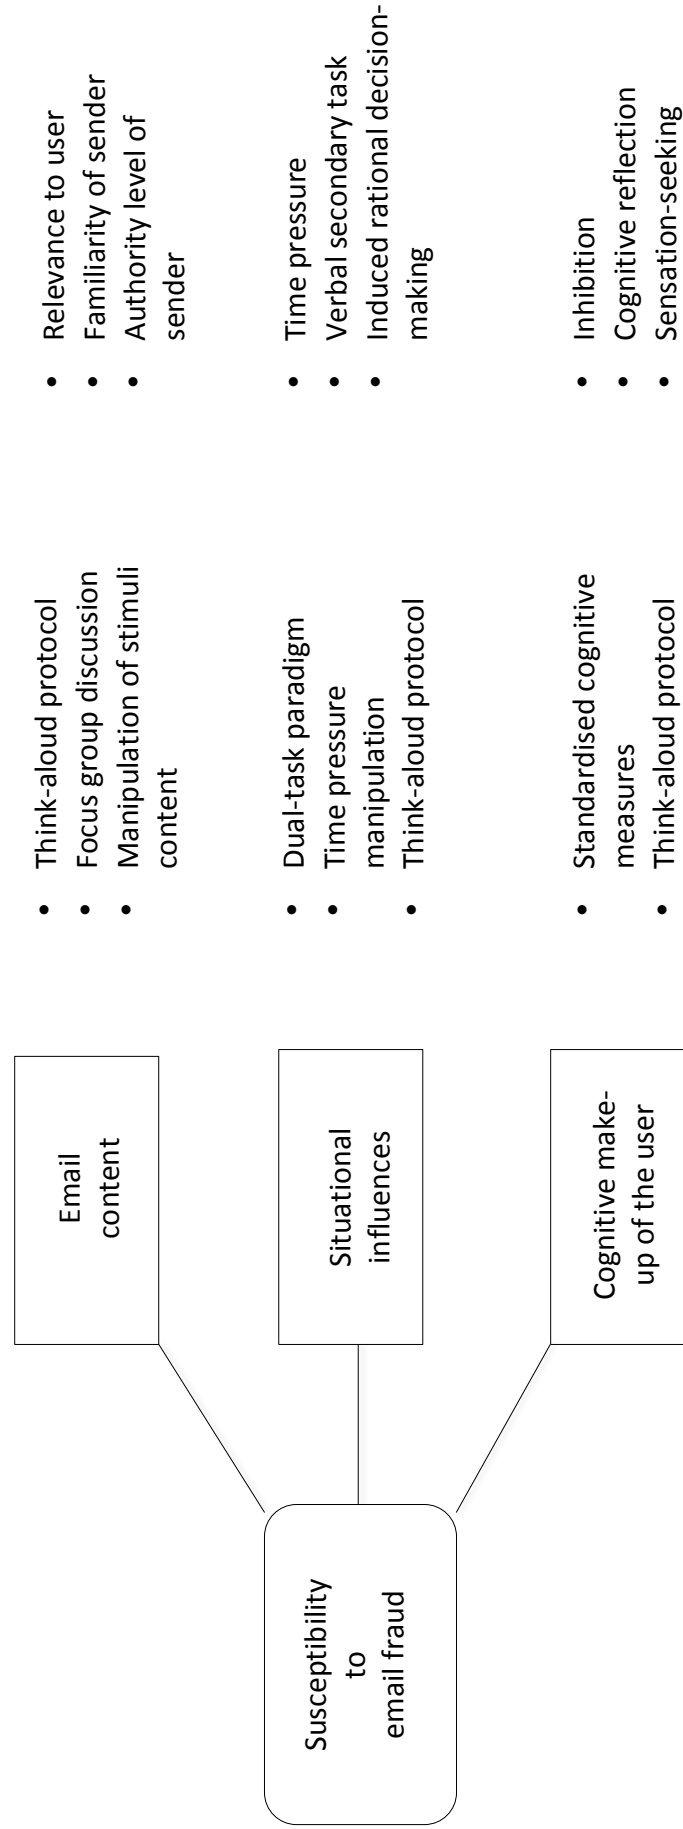 Susceptibility
to
email fraud
Email
content
• Think-aloud protocol
• Focus group discussion
• Manipulation of stimuli
content
• Relevance to user
• Familiarity of sender
• Authority level of
sender
Situational
influences
• Dual-task paradigm
• Time pressure
manipulation
• Think-aloud protocol
• Time pressure
• Verbal secondary task
• Induced rational decision-
making
Cognitive make-
up of the user
• Standardised cognitive
measures
• Think-aloud protocol
• Inhibition
• Cognitive reflection
• Sensation-seeking